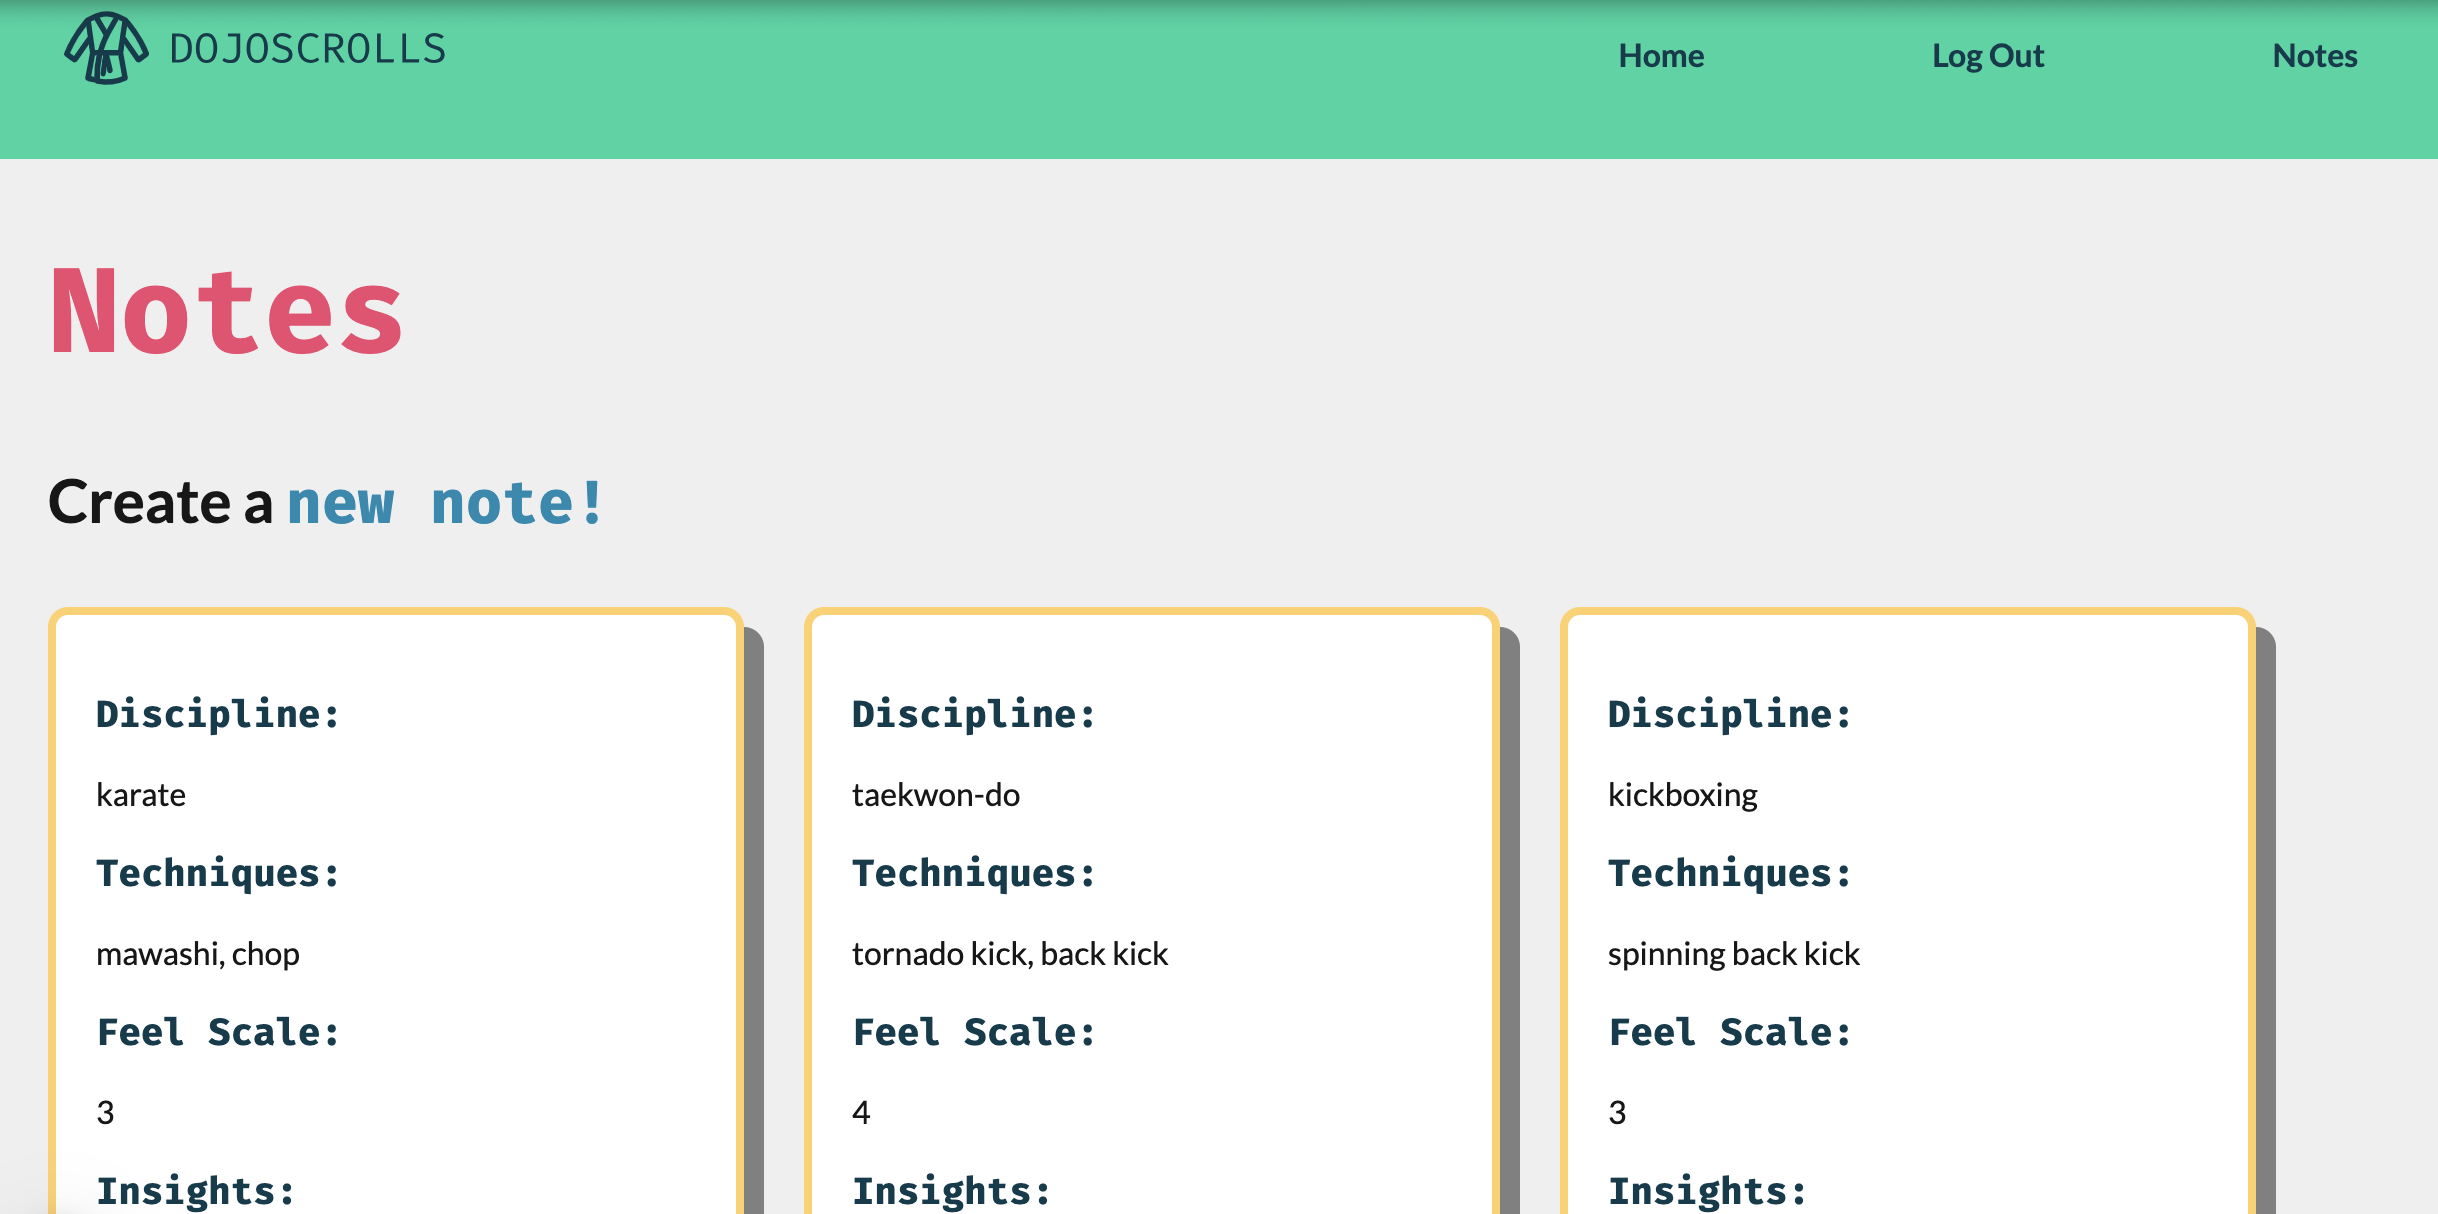 DOJOSCROLLS Home Log Out Notes
Notes
Create a new note!
Discipline:
karate
Techniques:
mawashi, chop
Feel Scale:
3
Insights:
Discipline:
taekwon-do
Techniques:
tornado kick, back kick
Feel Scale:
4
Insights:
Discipline:
kickboxing
Techniques:
spinning back kick
Feel Scale:
3
Insights: